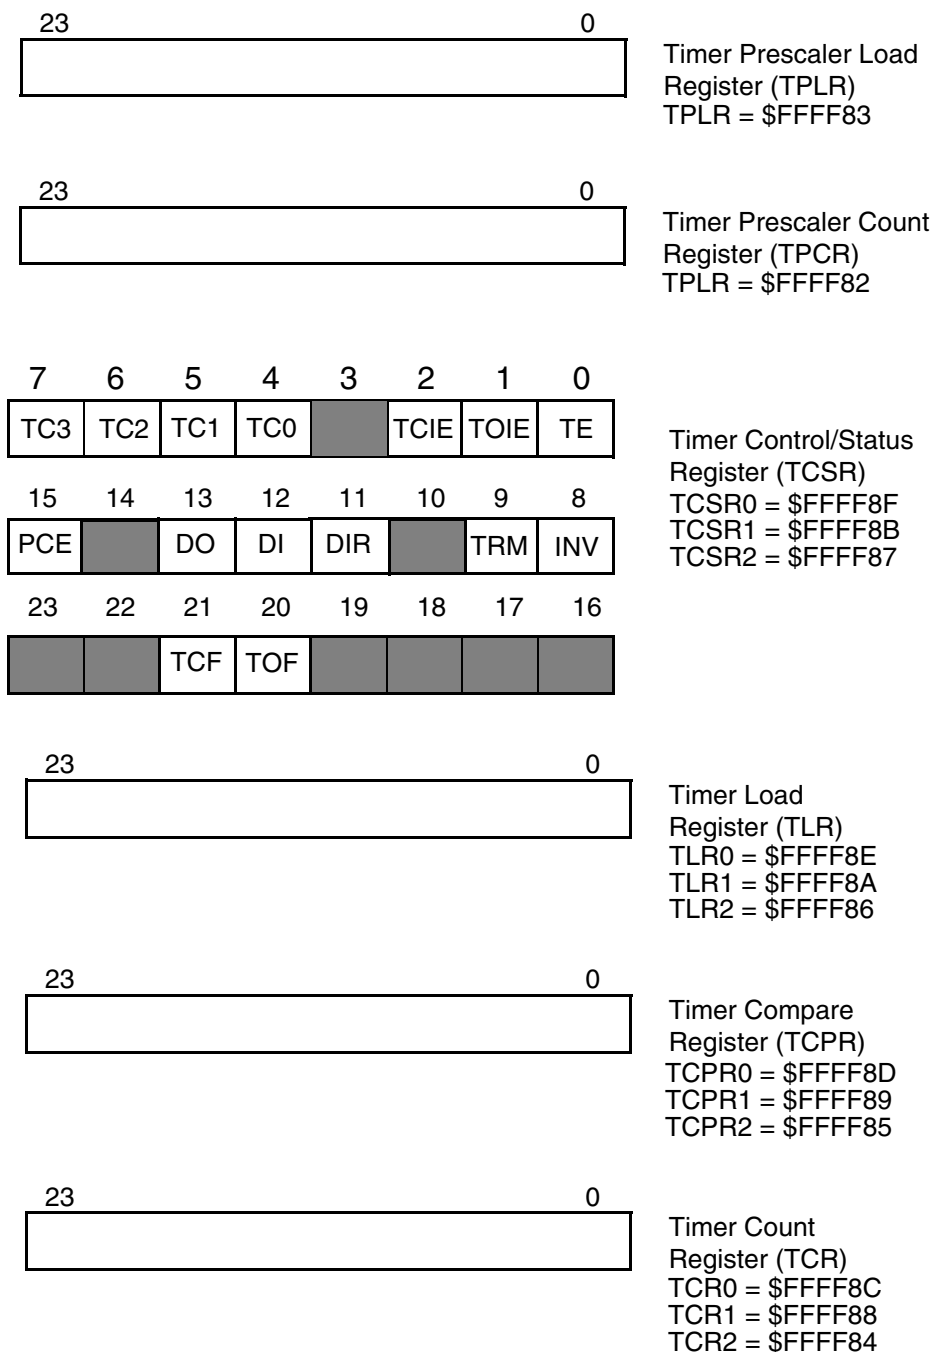 23 0
Timer Prescaler Load
Register (TPLR)
TPLR = $FFFF83
23 0
Timer Prescaler Count
Register (TPCR)
TPLR = $FFFF82
7 6 5 4 3 2 1 0
TC3 TC2 TC1 TC0 TCIE TOIE TE
15 14 13 12 11 10 9 8
PCE DO DI DIR TRM INV
23 22 21 20 19 18 17 16
TCF TOF
Timer Control/Status
Register (TCSR)
TCSR0 = $FFFF8F
TCSR1 = $FFFF8B
TCSR2 = $FFFF87
23 0
Timer Load
Register (TLR)
TLR0 = $FFFF8E
TLR1 = $FFFF8A
TLR2 = $FFFF86
23 0
Timer Compare
Register (TCPR)
TCPR0 = $FFFF8D
TCPR1 = $FFFF89
TCPR2 = $FFFF85
23 0
Timer Count
Register (TCR)
TCR0 = $FFFF8C
TCR1 = $FFFF88
TCR2 = $FFFF84